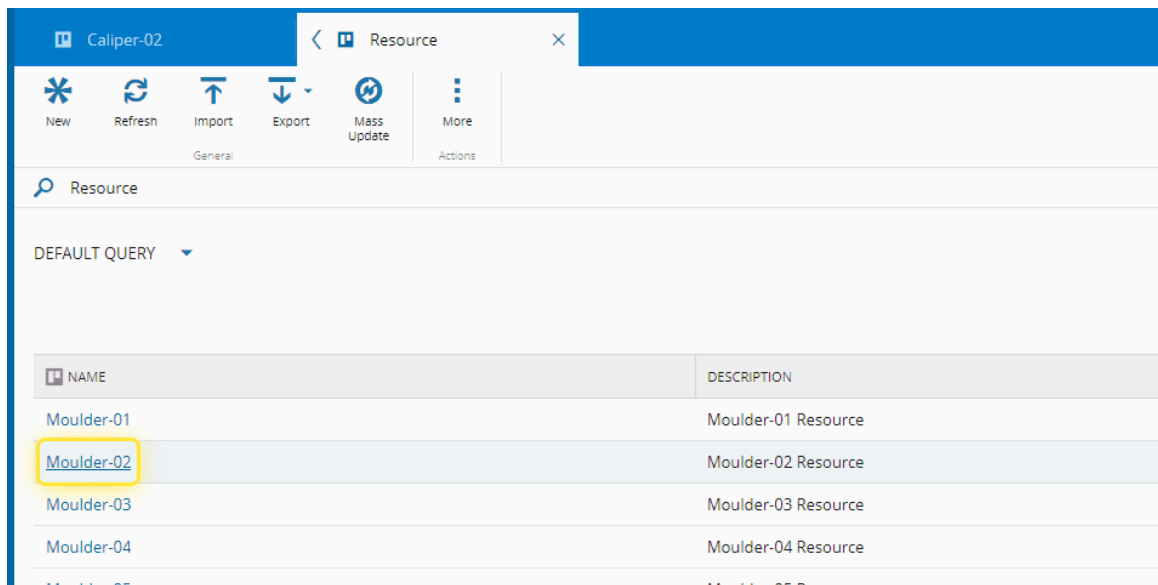 Caliper-02
Resource
New
Refresh
Import
Export
Mass
Update
More
General
Actions
Resource
DEFAULT QUERY
NAME DESCRIPTION
Moulder-01 Moulder-01 Resource
Moulder-02 Moulder-02 Resource
Moulder-03 Moulder-03 Resource
Moulder-04 Moulder-04 Resource